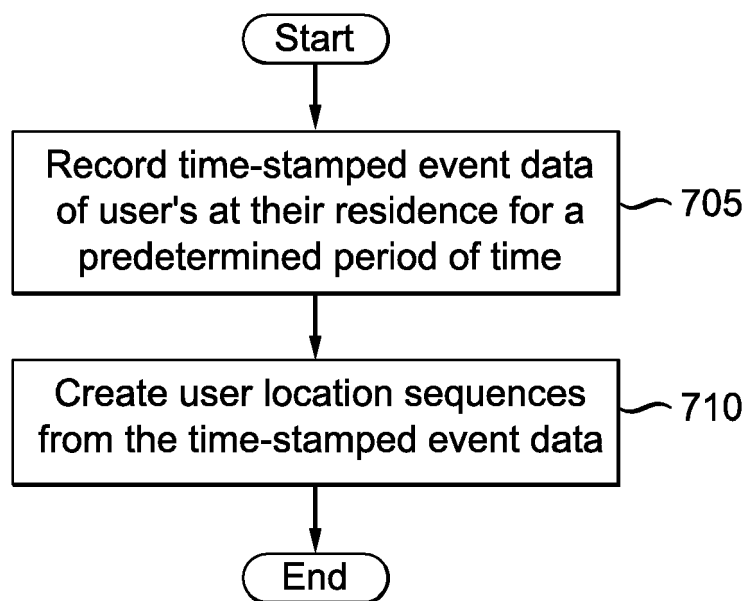 Start
Record time-stamped event data
of user's at their residence for a
predetermined period of time
705
Create user location sequences
from the time-stamped event data
710
End